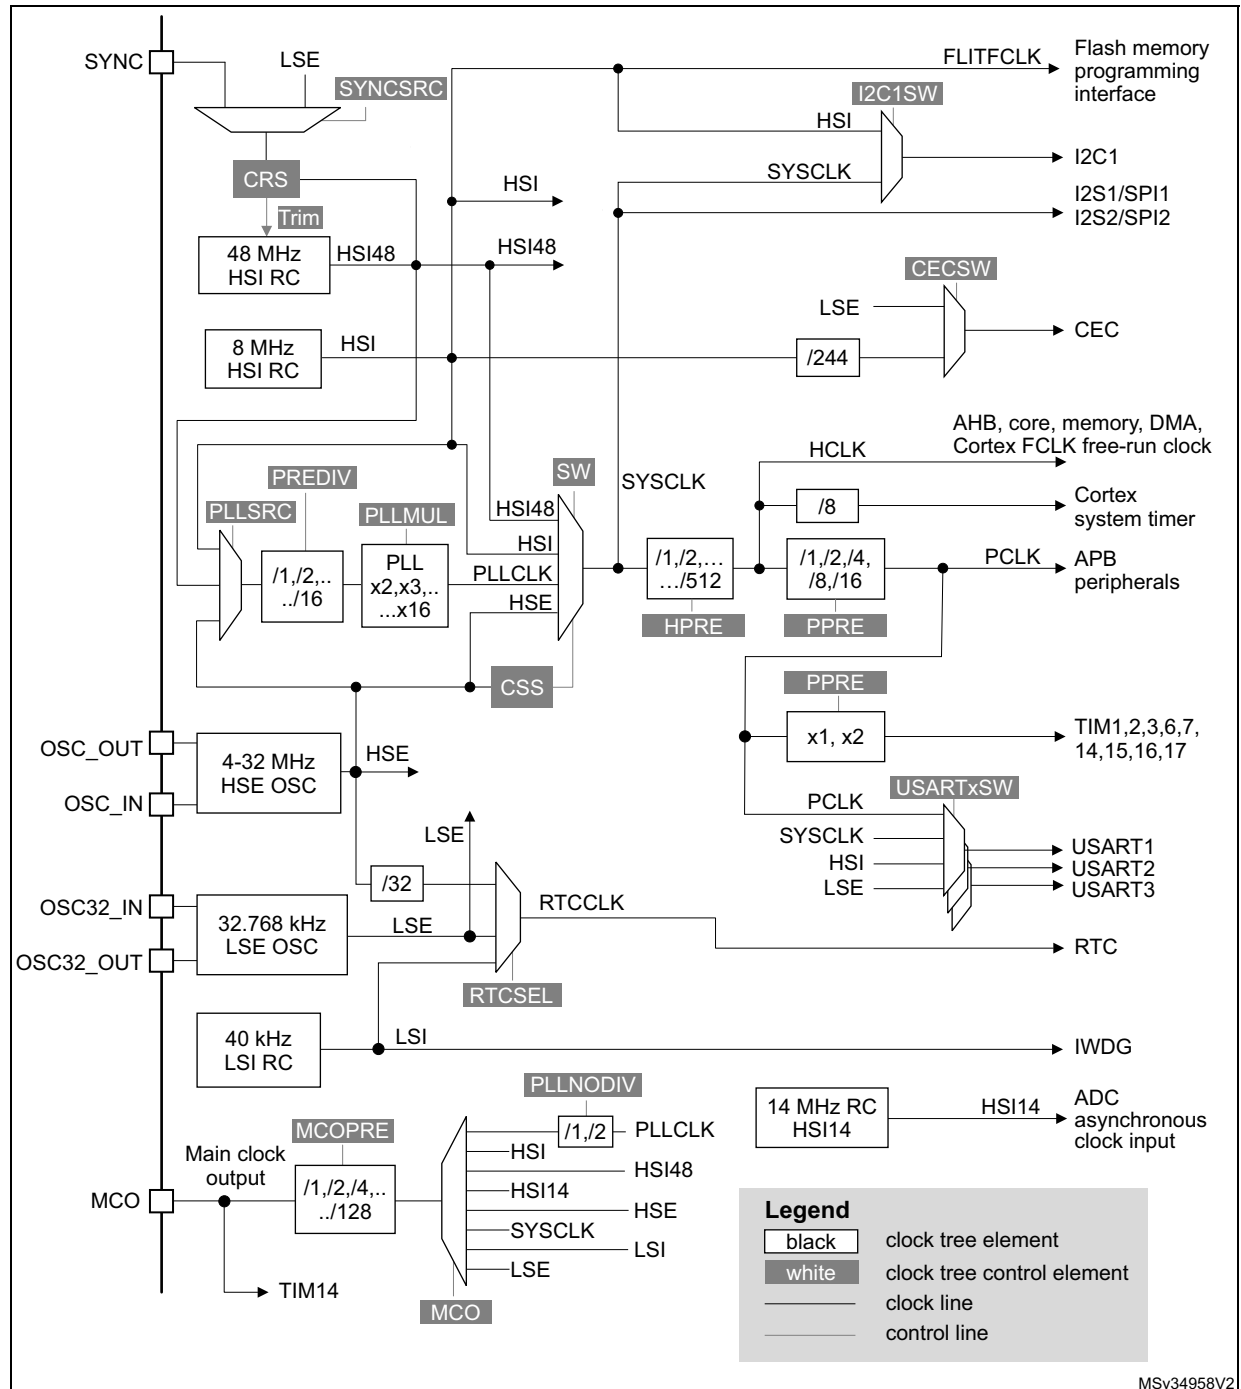 SYNC
LSE
SYNCSRC
FLITFCLK
Flash memory
programming
interface
I2C1SW
HSI
I2C1
SYSCLK
CRS
HSI
I2S1/SPI1
I2S2/SPI2
Trim
48 MHz
HSI RC
HSI48
HSI48
CECSW
LSE
CEC
8 MHz
HSI RC
HSI
/244
AHB, core, memory, DMA,
Cortex FCLK free-run clock
HCLK
SW
SYSCLK
PREDIV
PLLSRC
PLLMUL
HSI48
/8
Cortex
system timer
HSI
/1,/2,..
../16
PLL
x2,x3,..
...x16
PLLCLK
/1,/2,...
.../512
/1,/2,/4,
/8,/16
PCLK
APB
peripherals
HSE
HPRE
PPRE
CSS
PPRE
OSC_OUT
4-32 MHz
HSE OSC
HSE
x1, x2
TIM1,2,3,6,7,
14,15,16,17
OSC_IN
USARTxSW
PCLK
LSE
SYSCLK
HSI
LSE
USART1
USART2
USART3
/32
OSC32_IN
32.768 kHz
LSE OSC
LSE
RTCCLK
OSC32_OUT
RTC
RTCSEL
40 kHz
LSI RC
LSI
IWDG
PLLNODIV
14 MHz RC
HSI14
HSI14
ADC
asynchronous
clock input
MCOPRE
/1,/2
PLLCLK
Main clock
output
HSI
HSI48
MCO
/1,/2,/4,..
../128
HSI14
HSE
SYSCLK
LSI
LSE
TIM14
MCO
Legend
black clock tree element
white clock tree control element
clock line
control line
MSv34958V2